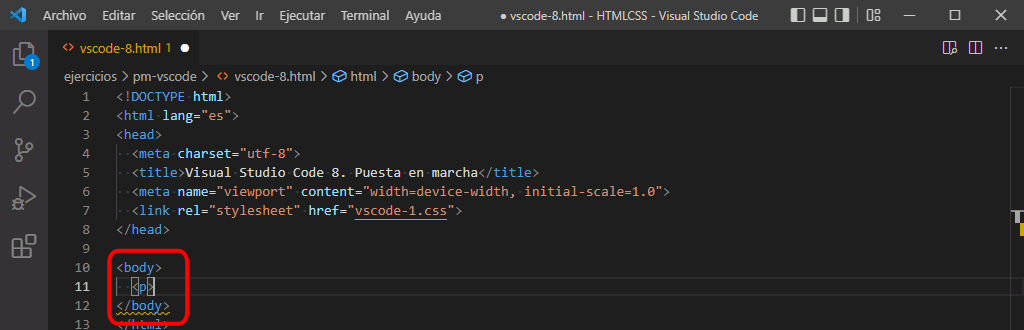 Archivo Editar Selección Ver Ir Ejecutar Terminal Ayuda ● vscode-8.html - HTMLCSS - Visual Studio Code
<> vscode-8.html 1 ●
1
ejercicios > pm-vscode > <> vscode-8.html > html > body > p
1 <!DOCTYPE html>
2 <html lang="es">
3 <head>
4 <meta charset="utf-8">
5 <title>Visual Studio Code 8. Puesta en marcha</title>
6 <meta name="viewport" content="width=device-width, initial-scale=1.0">
7 <link rel="stylesheet" href="vscode-1.css">
8 </head>
9
10 <body>
11 <p>
12 </body>
13 </html>